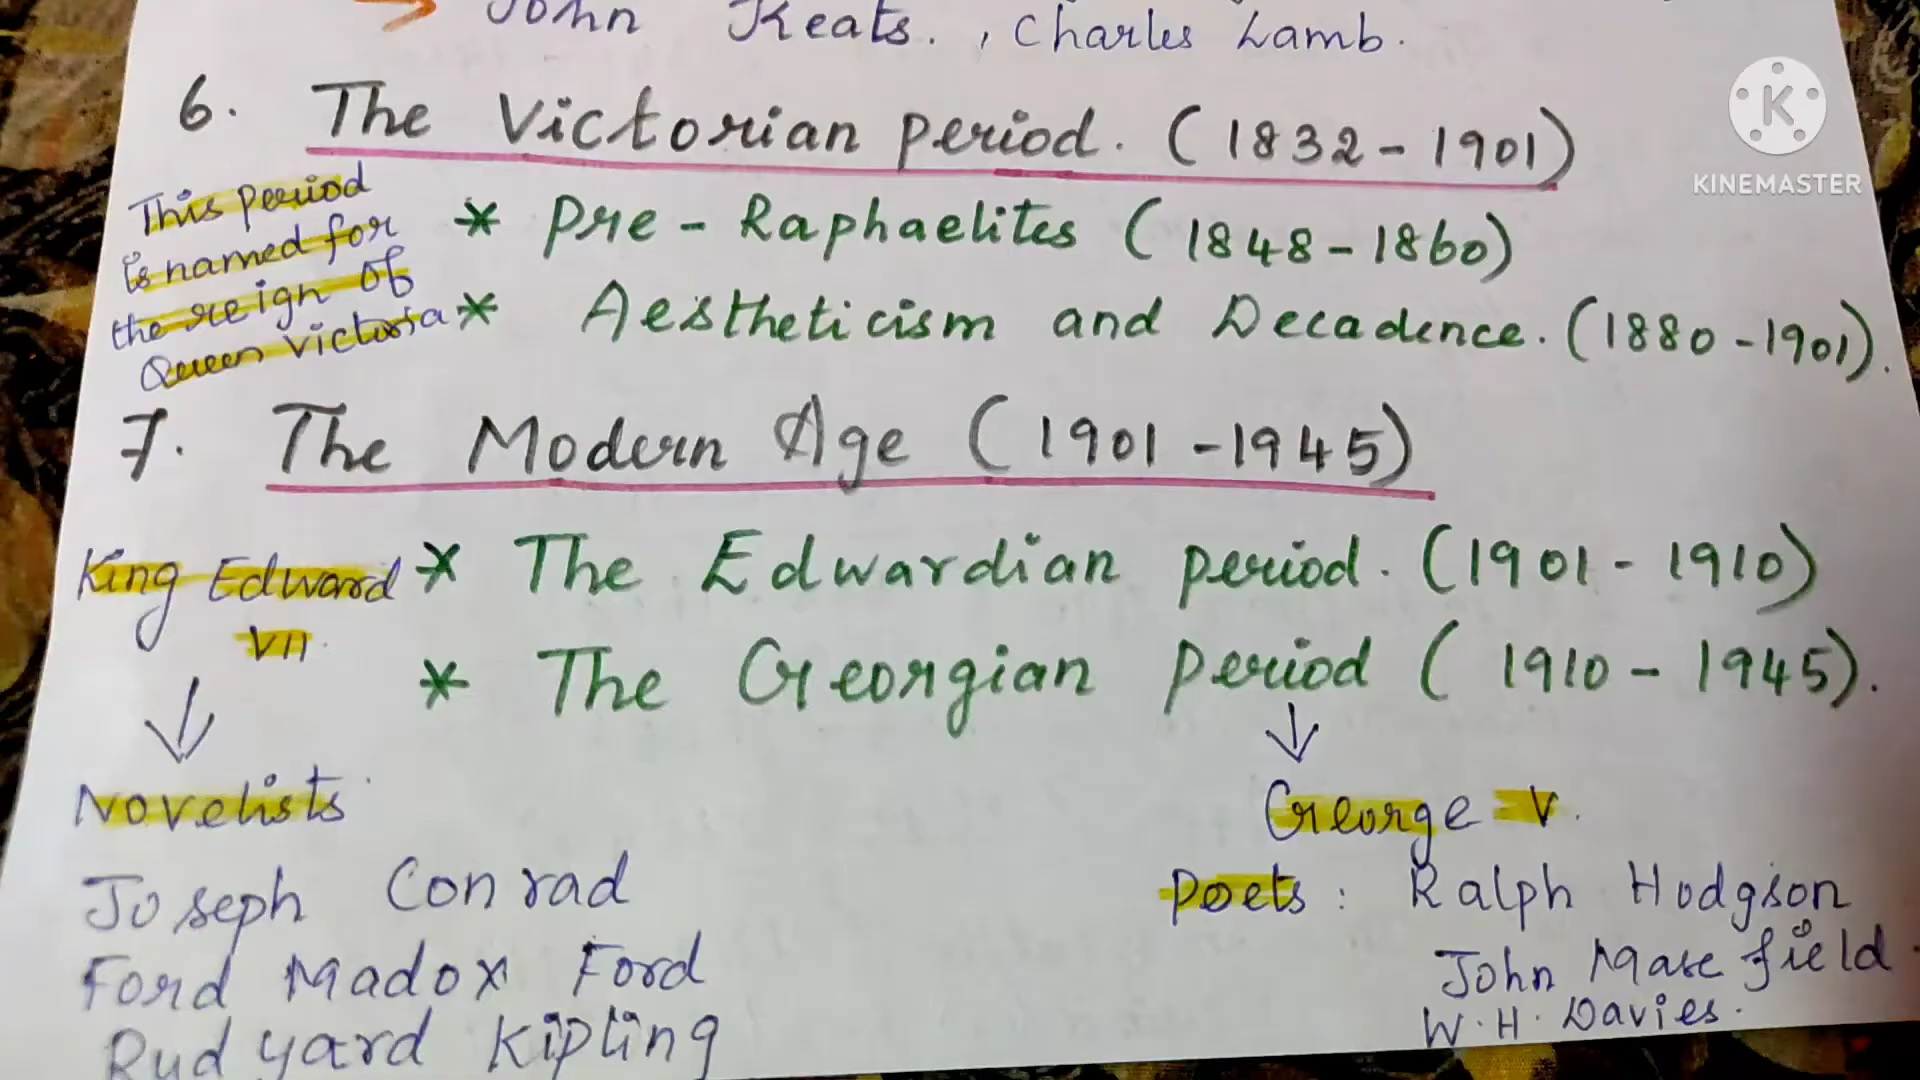 John Keats. , Charles Lamb.
6. The Victorian period. (1832-1901)
This period
is named for
the reign of
Queen Victoria
* Pre-Raphaelites (1848-1860)
* Aestheticism and Decadence. (1880-1901).
7. The Modern Age (1901-1945)
King Edward
VII.
* The Edwardian period. (1901-1910)
* The Georgian period (1910-1945).
Novelists
Joseph Conrad
Ford Madox Ford
Rudyard Kipling
George V.
Poets: Ralph Hodgson
John Masefield
W.H. Davies.
K
KINEMASTER